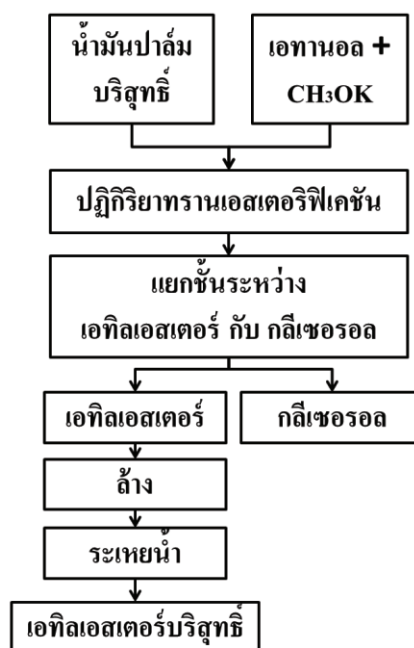 น้ำมันปาล์ม
บริสุทธิ์
เอทานอล +
CH₃OK
ปฏิกิริยาทรานเอสเตอริฟิเคชัน
แยกชั้นระหว่าง
เอทิลเอสเตอร์ กับ กลีเซอรอล
เอทิลเอสเตอร์
กลีเซอรอล
ล้าง
ระเหยน้ำ
เอทิลเอสเตอร์บริสุทธิ์